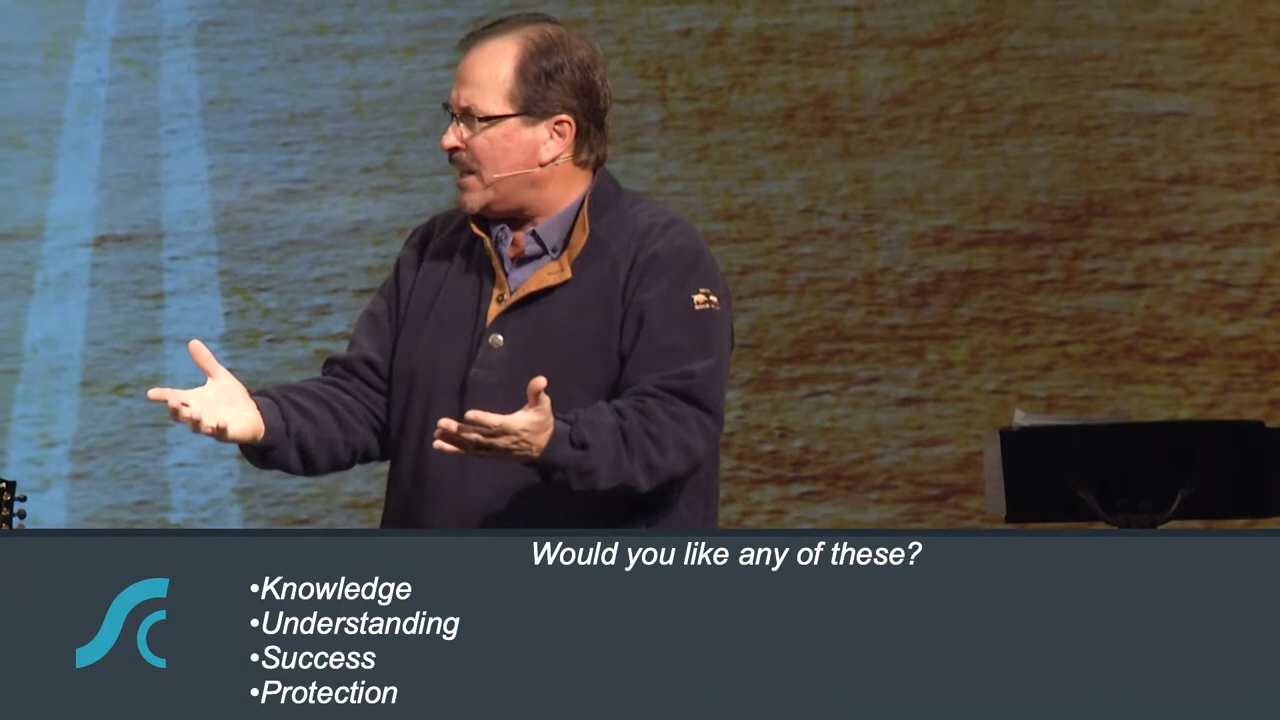 Would you like any of these?
•Knowledge
•Understanding
•Success
•Protection